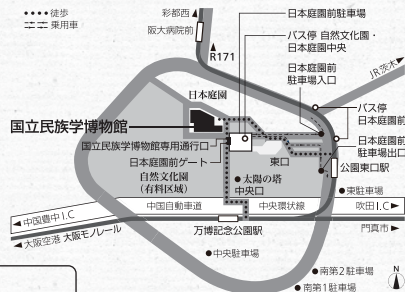 徒歩
乗用車
彩都西
阪大病院前
R171
日本庭園前駐車場
バス停 自然文化園・
日本庭園中央
日本庭園前
駐車場入口
JR茨木
バス停
日本庭園前
日本庭園前
駐車場出口
公園東口駅
日本庭園
国立民族学博物館
国立民族学博物館専用通行口
日本庭園前ゲート
自然文化園
(有料区域)
東口
太陽の塔
中央口
東駐車場
中国自動車道
中央環状線
吹田I.C
中国豊中I.C
大阪空港 大阪モノレール
万博記念公園駅
門真市
中央駐車場
南第2駐車場
南第1駐車場
N